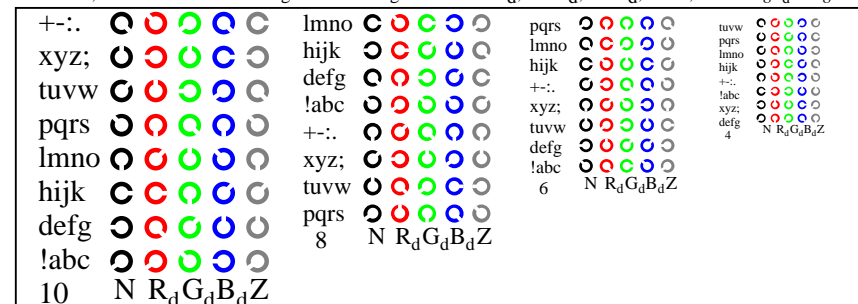 +-:.
xyz;
tuvw
pqrs
lmno
hijk
defg
!abc
10 N RdGdBdZ
lmno
hijk
defg
!abc
+-:.
xyz;
tuvw
pqrs
8 N RdGdBdZ
pqrs
lmno
hijk
+-:.
xyz;
tuvw
defg
!abc
6 N RdGdBdZ
tuvw
pqrs
lmno
hijk
+-:.
!abc
xyz;
defg
4 N RdGdBdZ